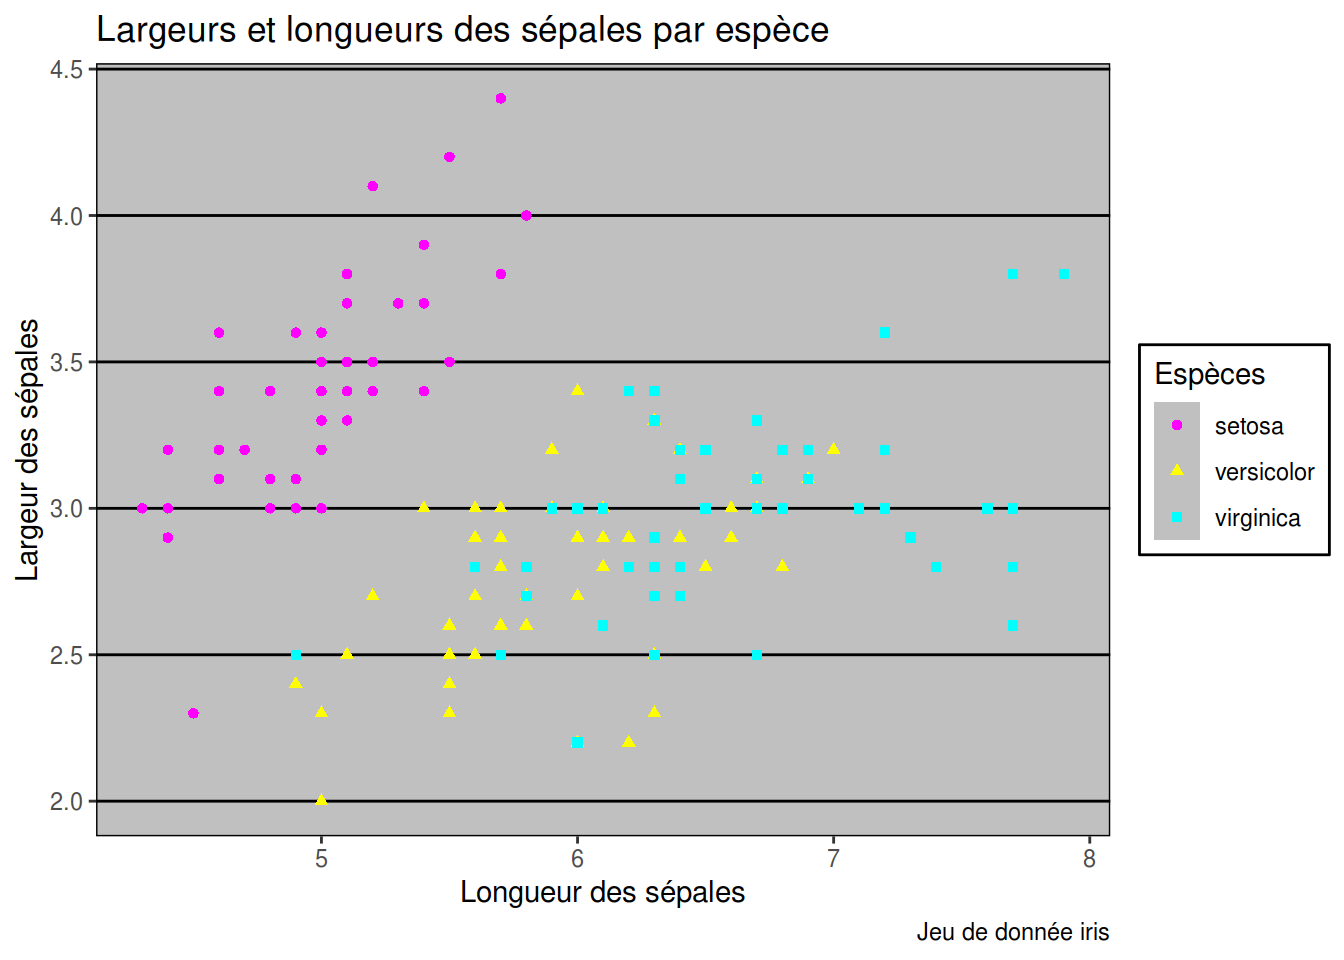 Largeurs et longueurs des sépales par espèce
4.5
4.0
3.5
3.0
2.5
2.0
Largeur des sépales
5 6 7 8
Longueur des sépales
Espèces
setosa
versicolor
virginica
Jeu de donnée iris